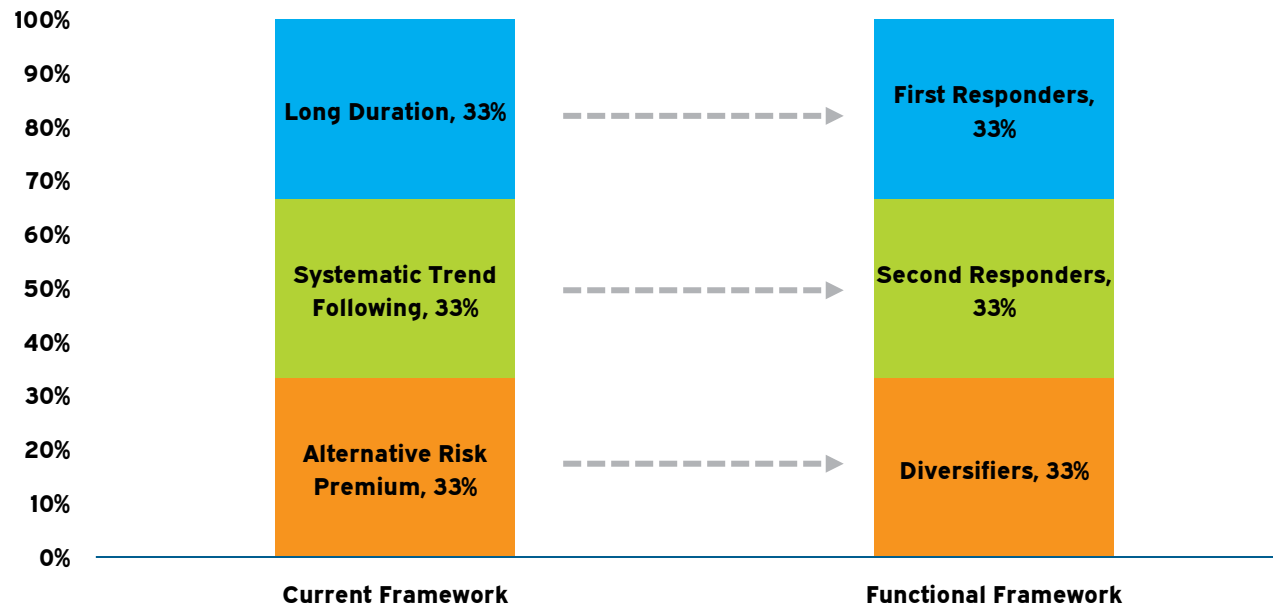 100%
90%
80%
70%
60%
50%
40%
30%
20%
10%
0%
Long Duration, 33%
Systematic Trend
Following, 33%
Alternative Risk
Premium, 33%
First Responders,
33%
Second Responders,
33%
Diversifiers, 33%
Current Framework
Functional Framework